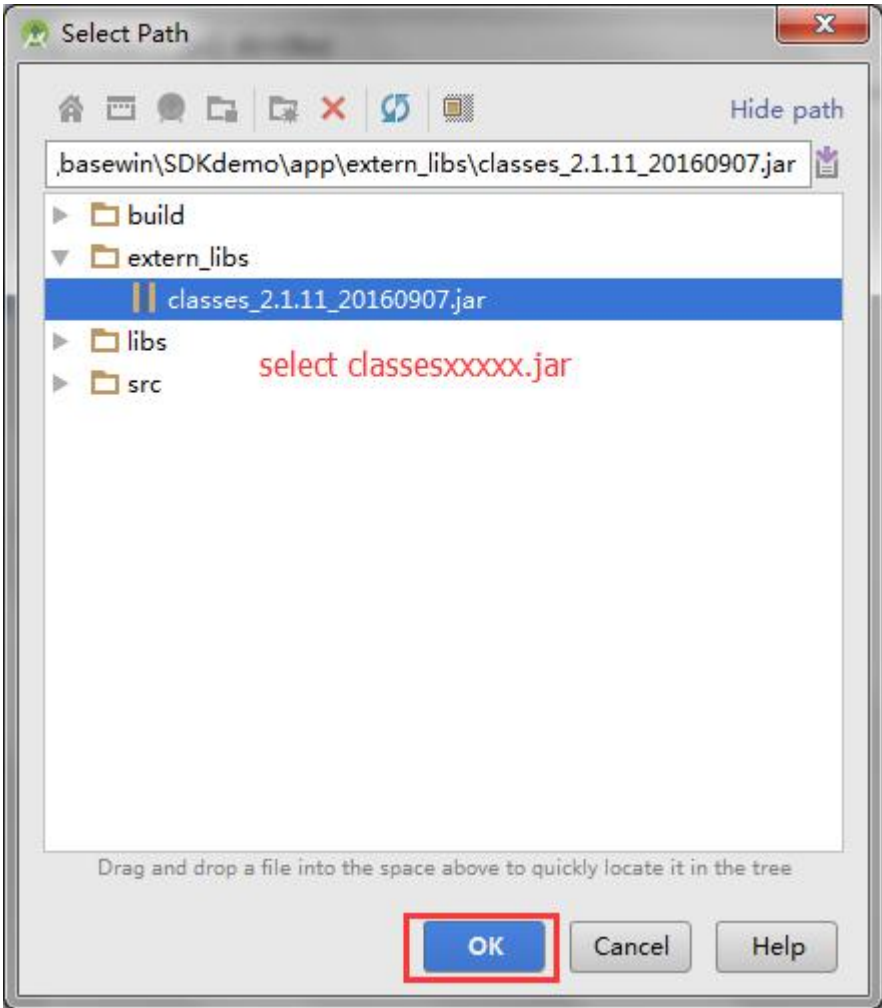 Select Path
Hide path
,basewin\SDKdemo\app\extern_libs\classes_2.1.11_20160907.jar
build
extern_libs
classes_2.1.11_20160907.jar
libs
select classesxxxxx.jar
src
Drag and drop a file into the space above to quickly locate it in the tree
OK Cancel Help